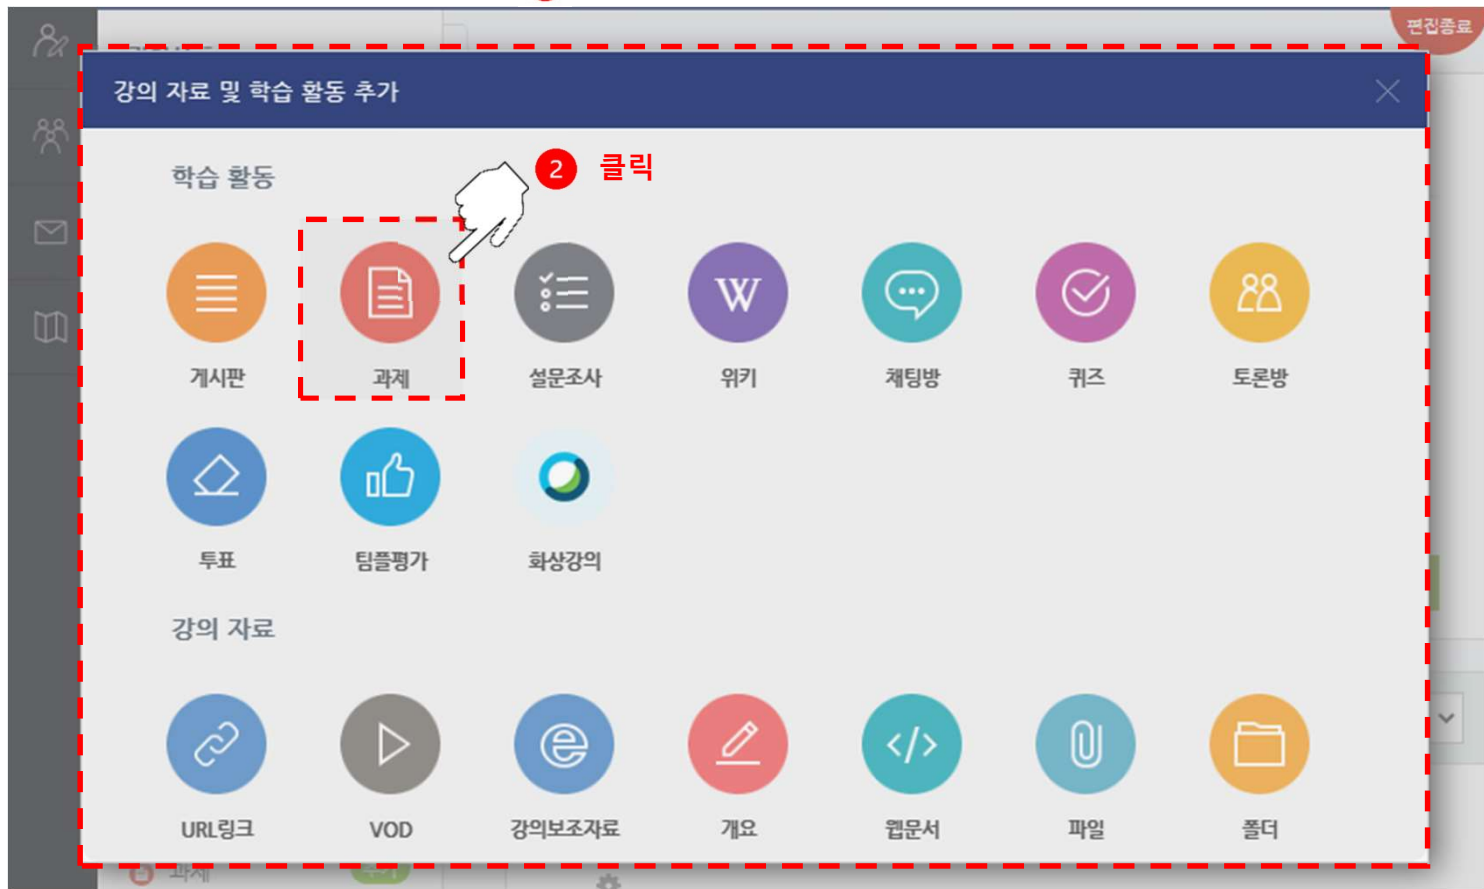 편집종료
강의 자료 및 학습 활동 추가
학습 활동
2 클릭
게시판 과제 설문조사 위키 채팅방 퀴즈 토론방
투표 팀플평가 화상강의
강의 자료
URL링크 VOD 강의보조자료 개요 웹문서 파일 폴더
과제